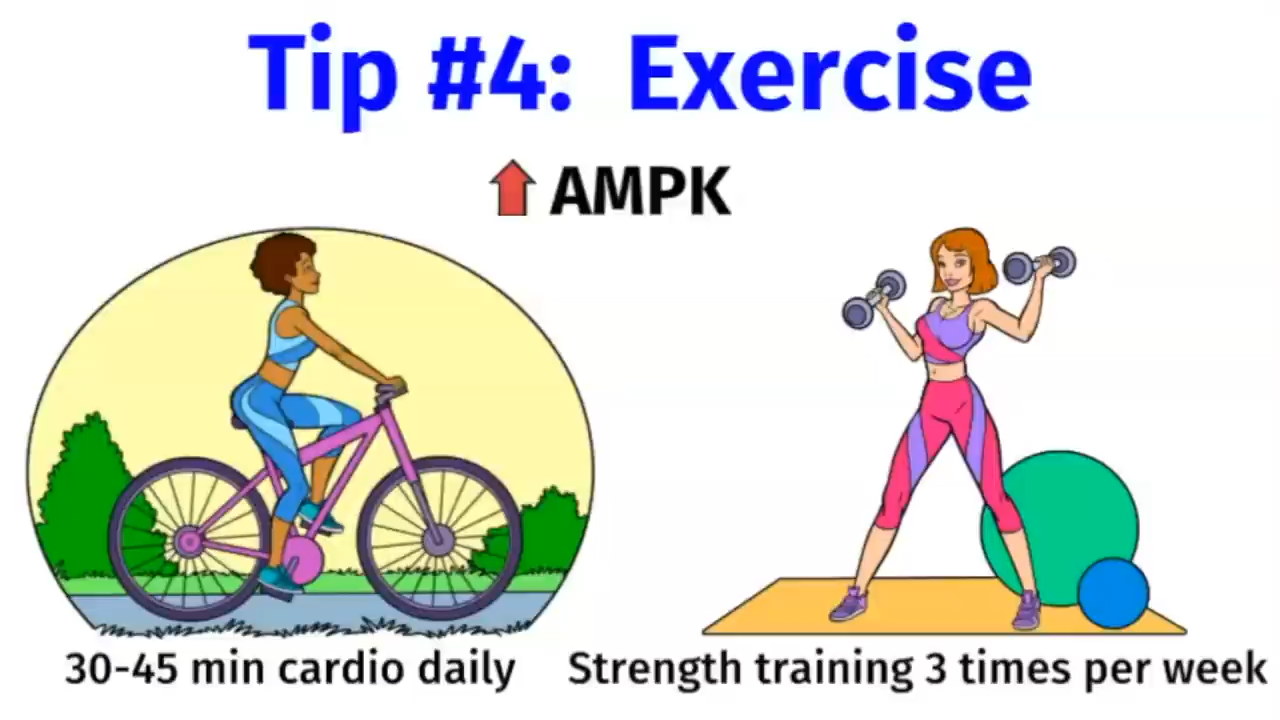 Tip #4: Exercise
AMPK
30-45 min cardio daily
Strength training 3 times per week